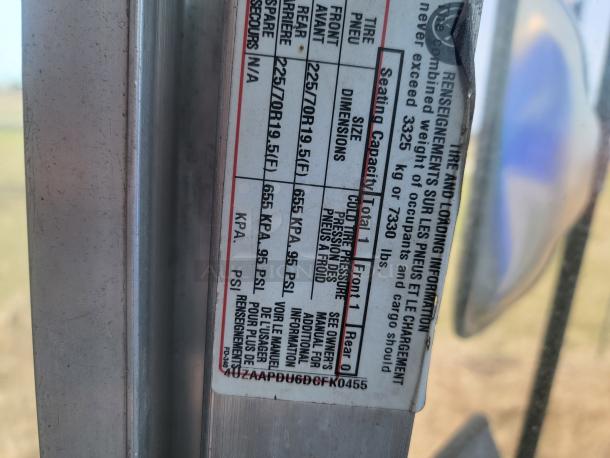 TIRE AND LOADING INFORMATION
RENSEIGNEMENTS SUR LES PNEUS ET LE CHARGEMENT
combined weight of occupants and cargo should
never exceed 3325 kg or 7330 lbs.
Seating Capacity Total 1 Front 1 Rear 0
TIRE SIZE COLD TIRE PRESSURE SEE OWNER'S
PNEU DIMENSIONS PRESSION DES PNEUS A FROID MANUAL FOR
FRONT 225/70R19.5(F) 655 KPA. 95 PSI. ADDITIONAL
AVANT INFORMATION
REAR 225/70R19.5(F) 655 KPA. 95 PSI. VOIR LE MANUEL
ARRIERE DE L'USAGER
SPARE N/A KPA. PSI POUR PLUS DE
SECOURS RENSEIGNEMENTS
4UZAAPDU6DCFK0455